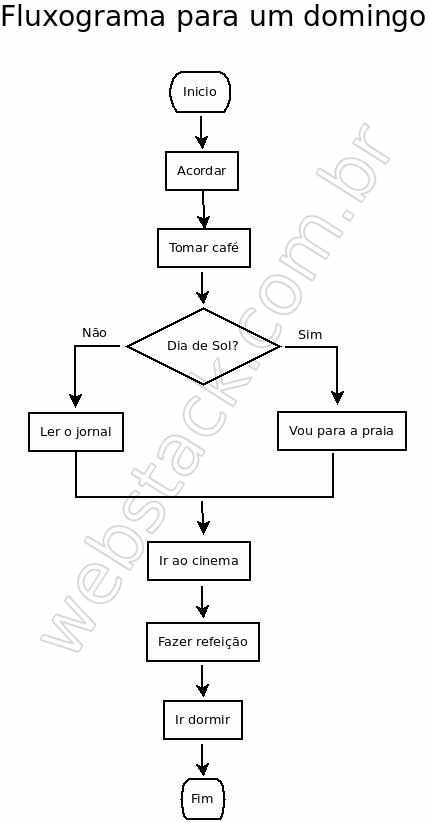 Fluxograma para um domingo
Inicio
Acordar
Tomar café
Dia de Sol?
Não
Sim
Ler o jornal
Vou para a praia
Ir ao cinema
Fazer refeição
Ir dormir
Fim
webstack.com.br